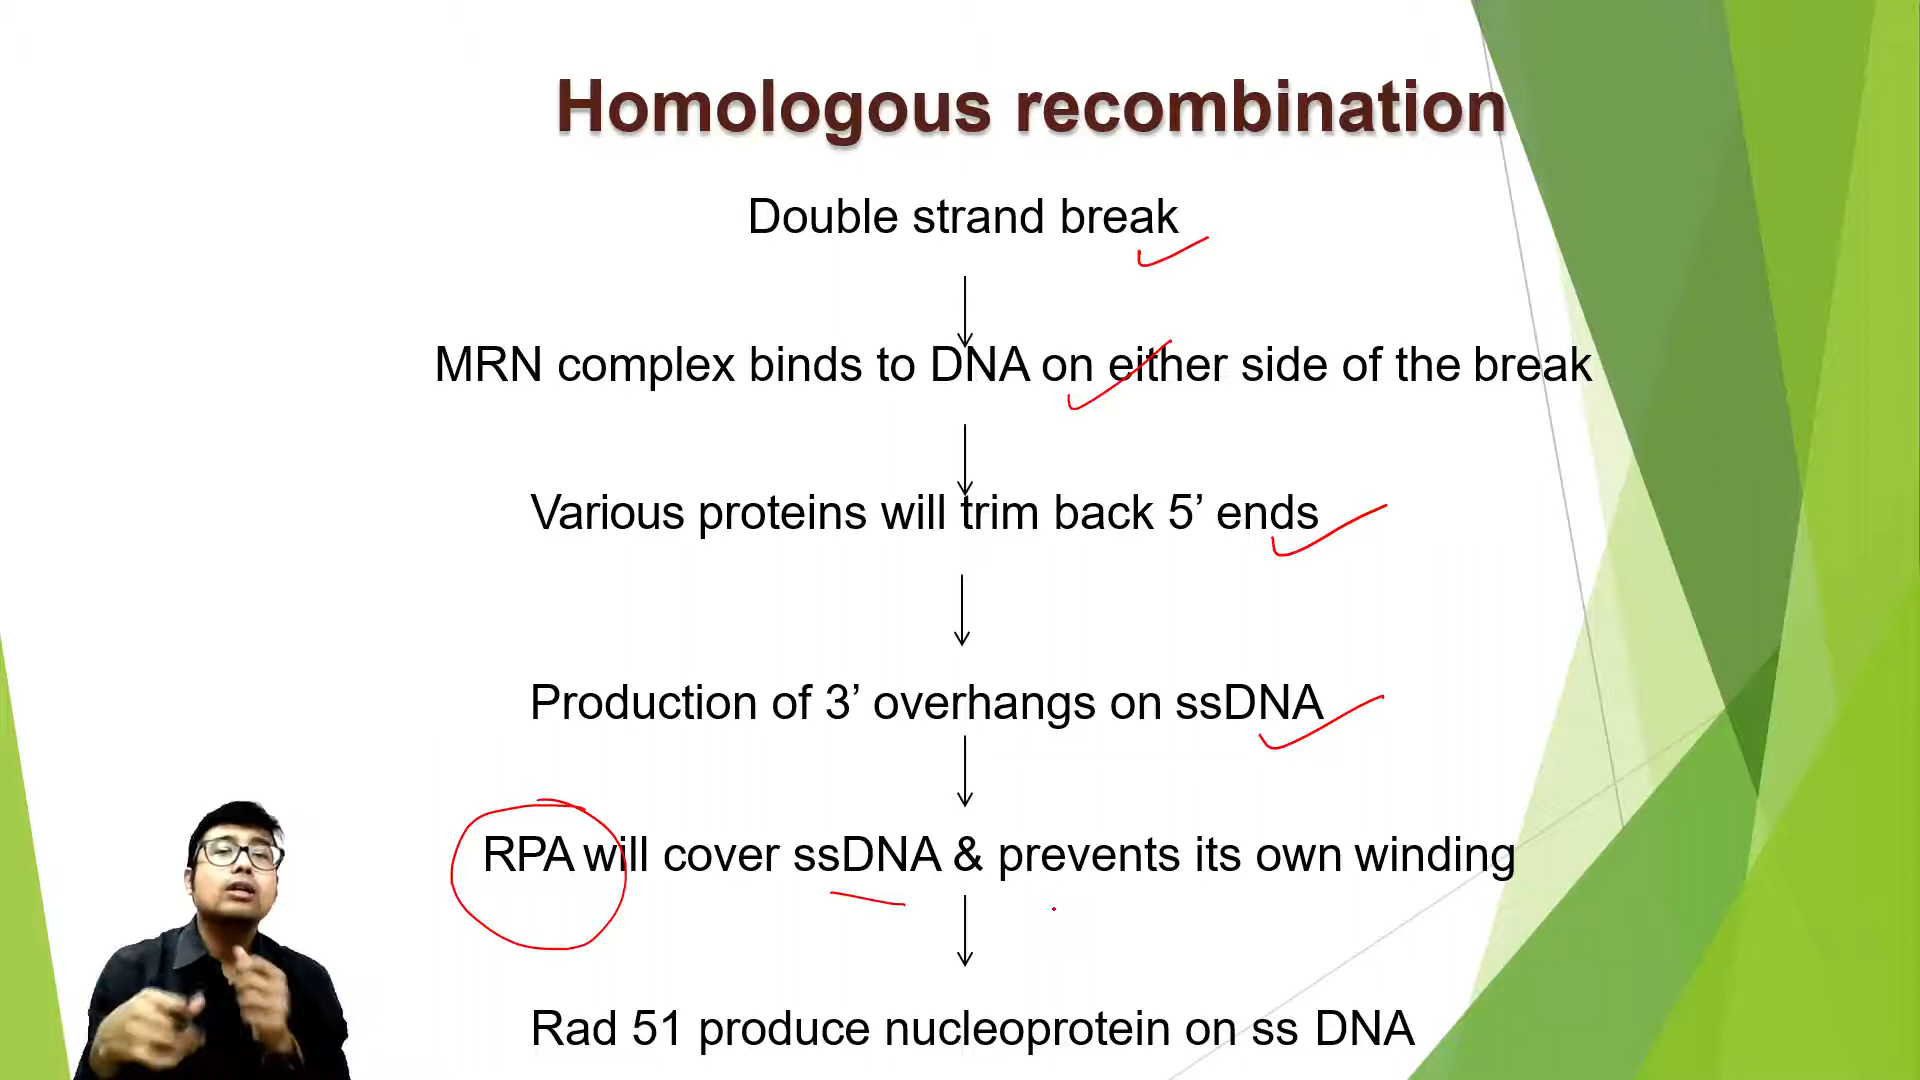 Homologous recombination
Double strand break
MRN complex binds to DNA on either side of the break
Various proteins will trim back 5’ ends
Production of 3’ overhangs on ssDNA
RPA will cover ssDNA & prevents its own winding
Rad 51 produce nucleoprotein on ss DNA